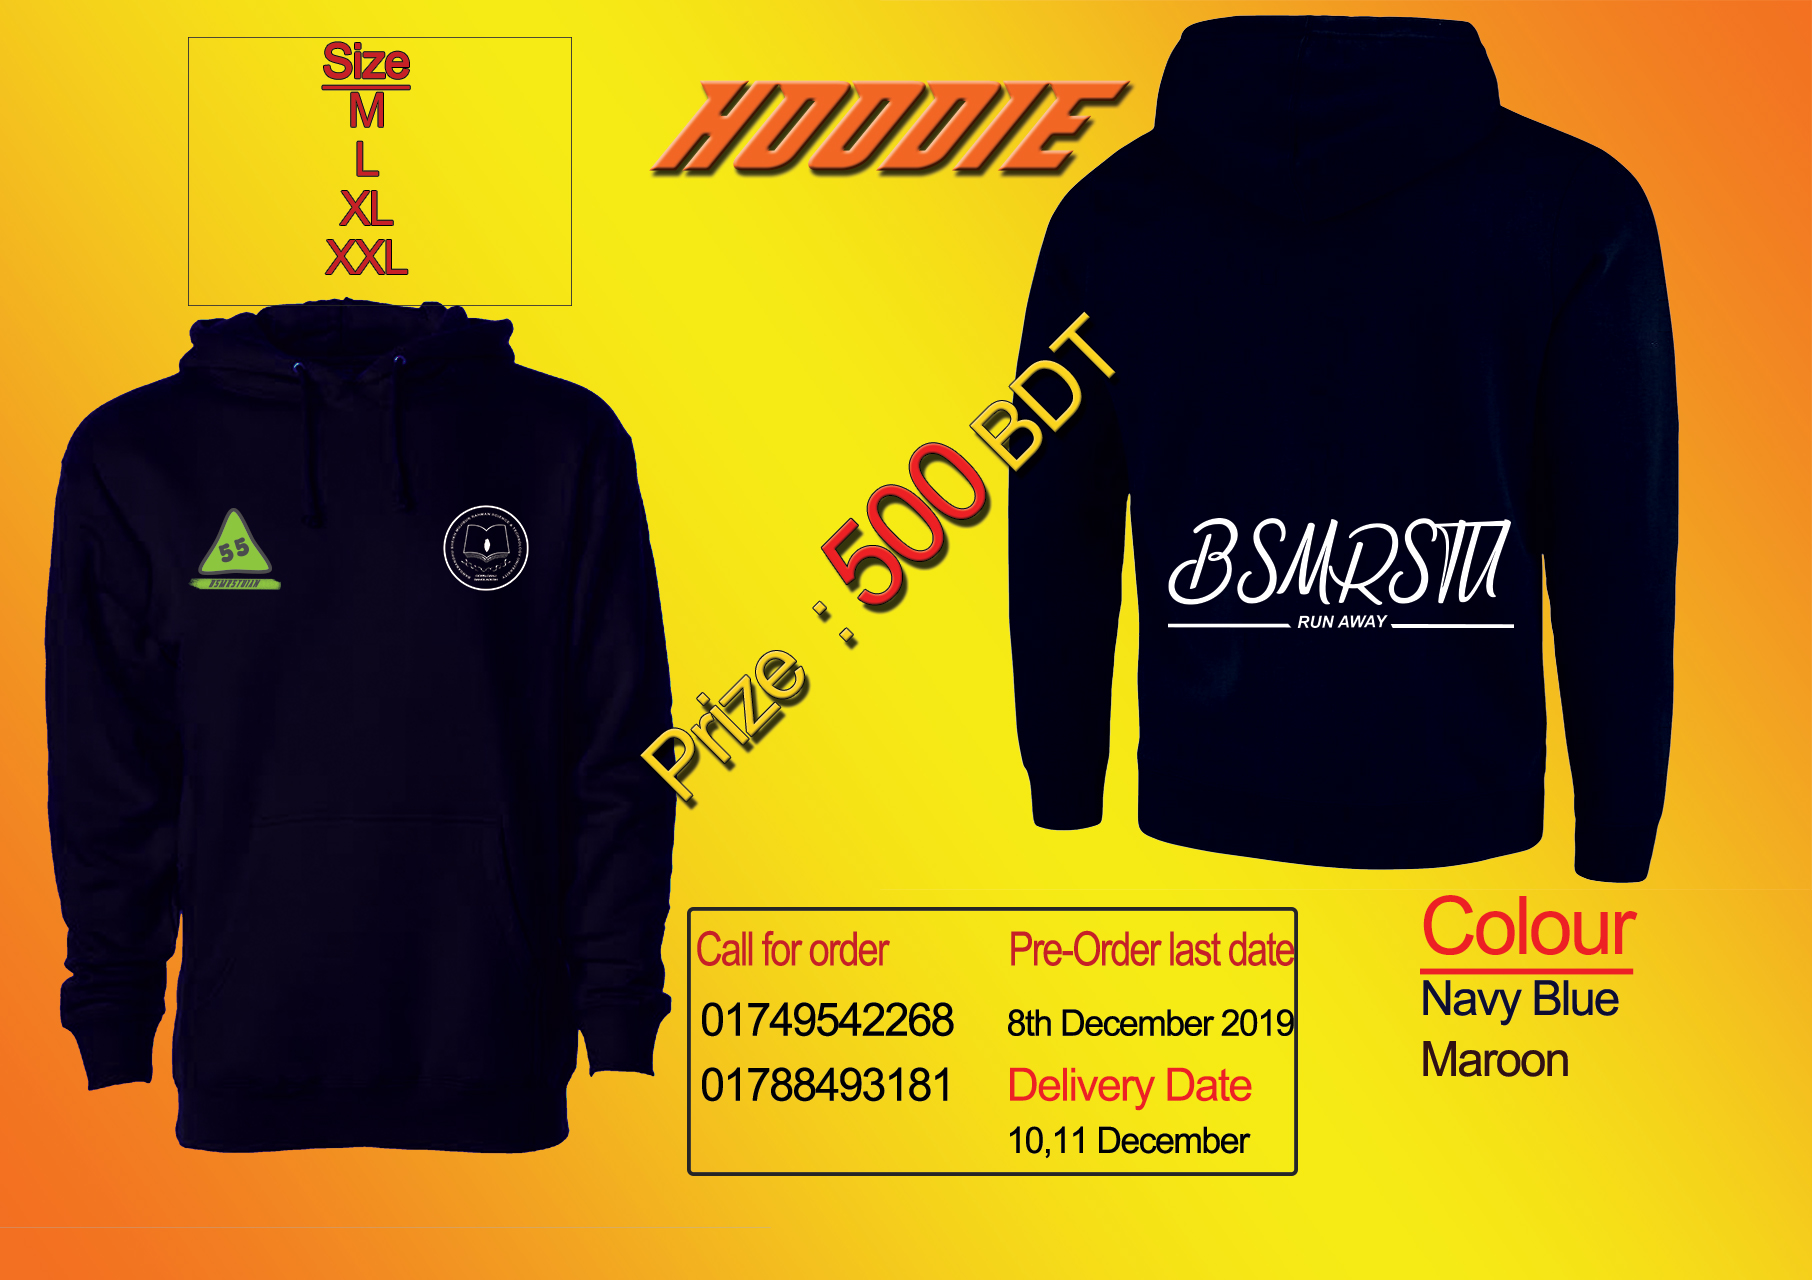 Size
M
L
XL
XXL
HOODIE
Prize : 500 BDT
55
BSMRSTUIAN
BSMRSTU
RUN AWAY
Call for order
01749542268
01788493181
Pre-Order last date
8th December 2019
Delivery Date
10,11 December
Colour
Navy Blue
Maroon